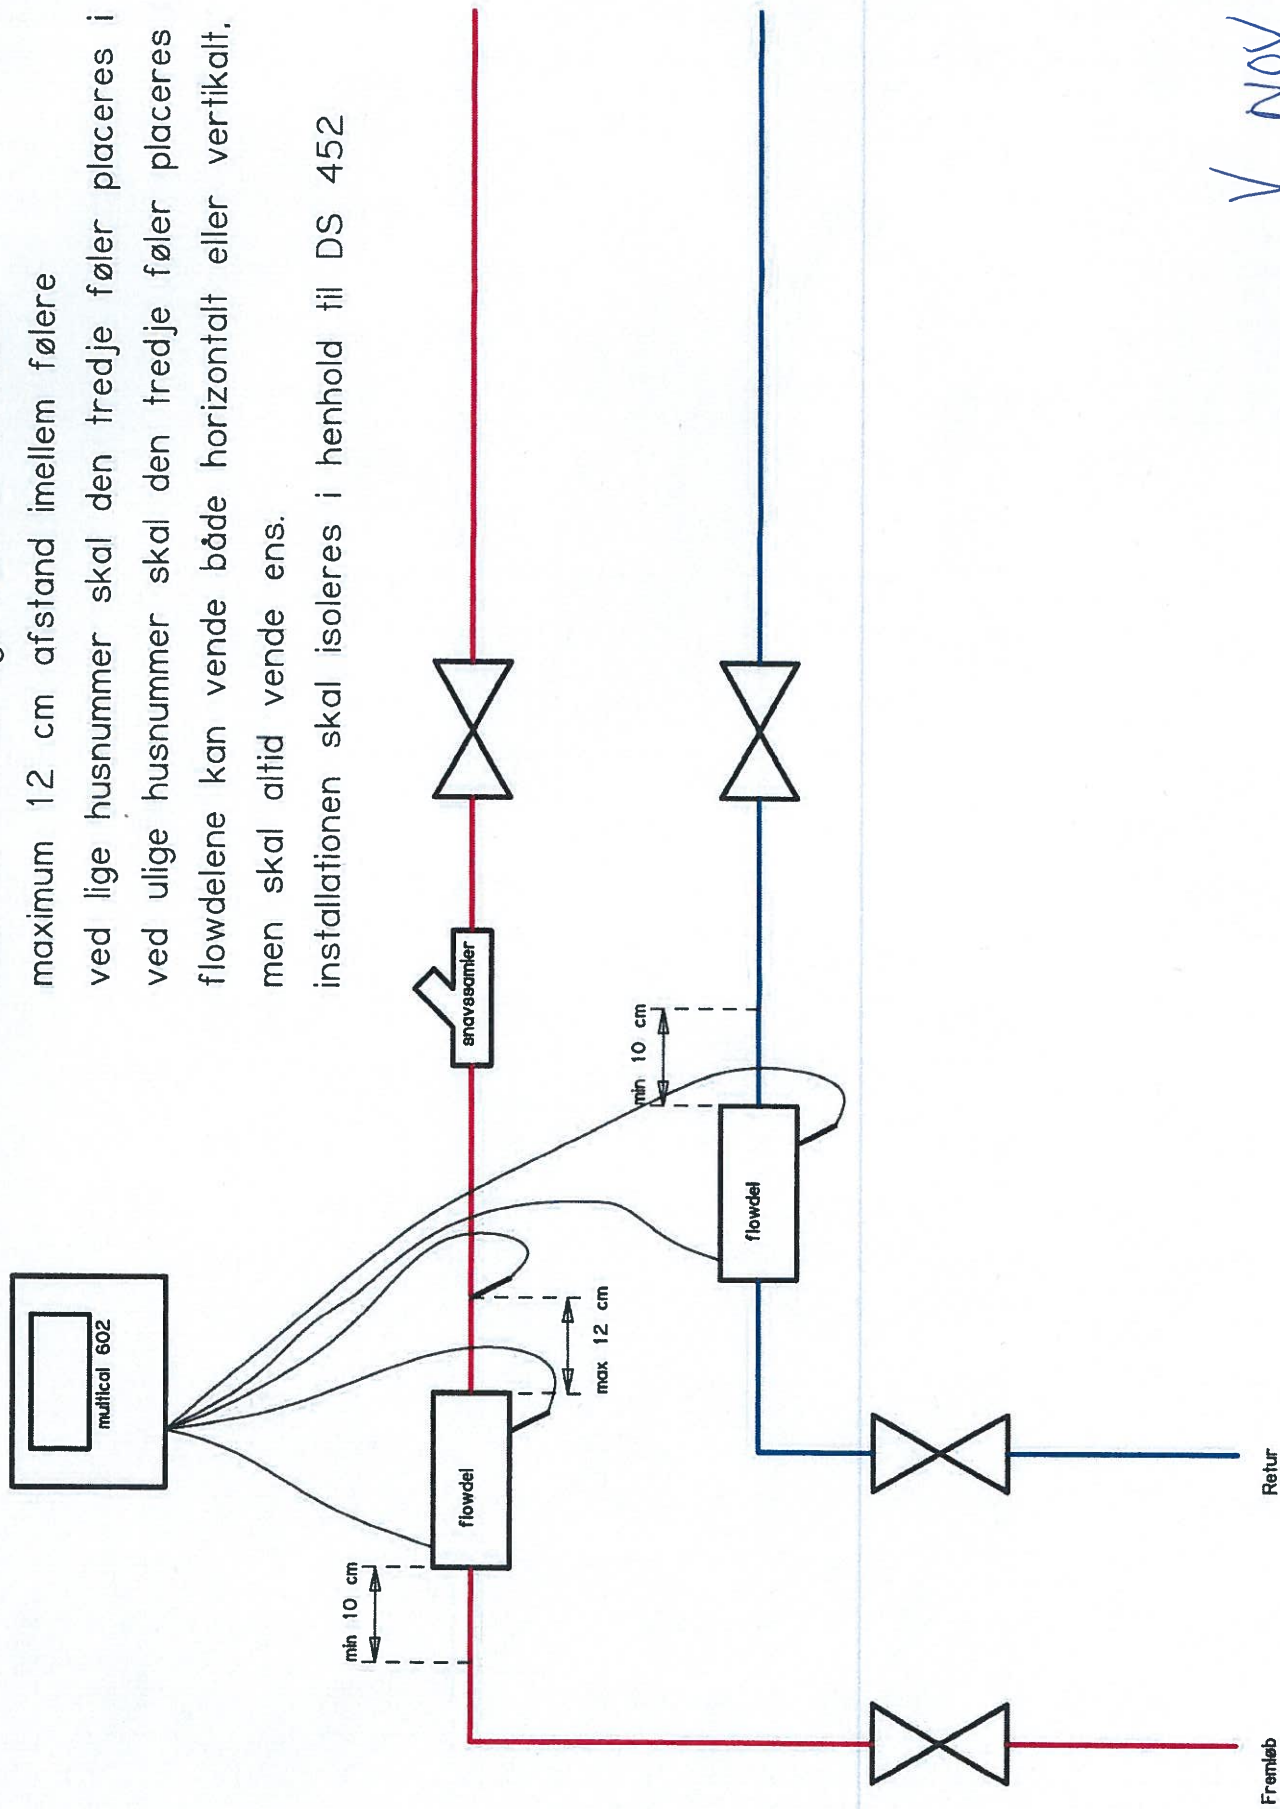 maximum 12 cm afstand imellem følere
ved lige husnummer skal den tredje føler placeres i
ved ulige husnummer skal den tredje føler placeres
flowdelene kan vende både horizontalt eller vertikalt,
men skal altid vende ens.
installationen skal isoleres i henhold til DS 452
multical 602
min 10 cm
flowdel
max 12 cm
snavssamler
min 10 cm
flowdel
Fremløb
Retur
V NOV